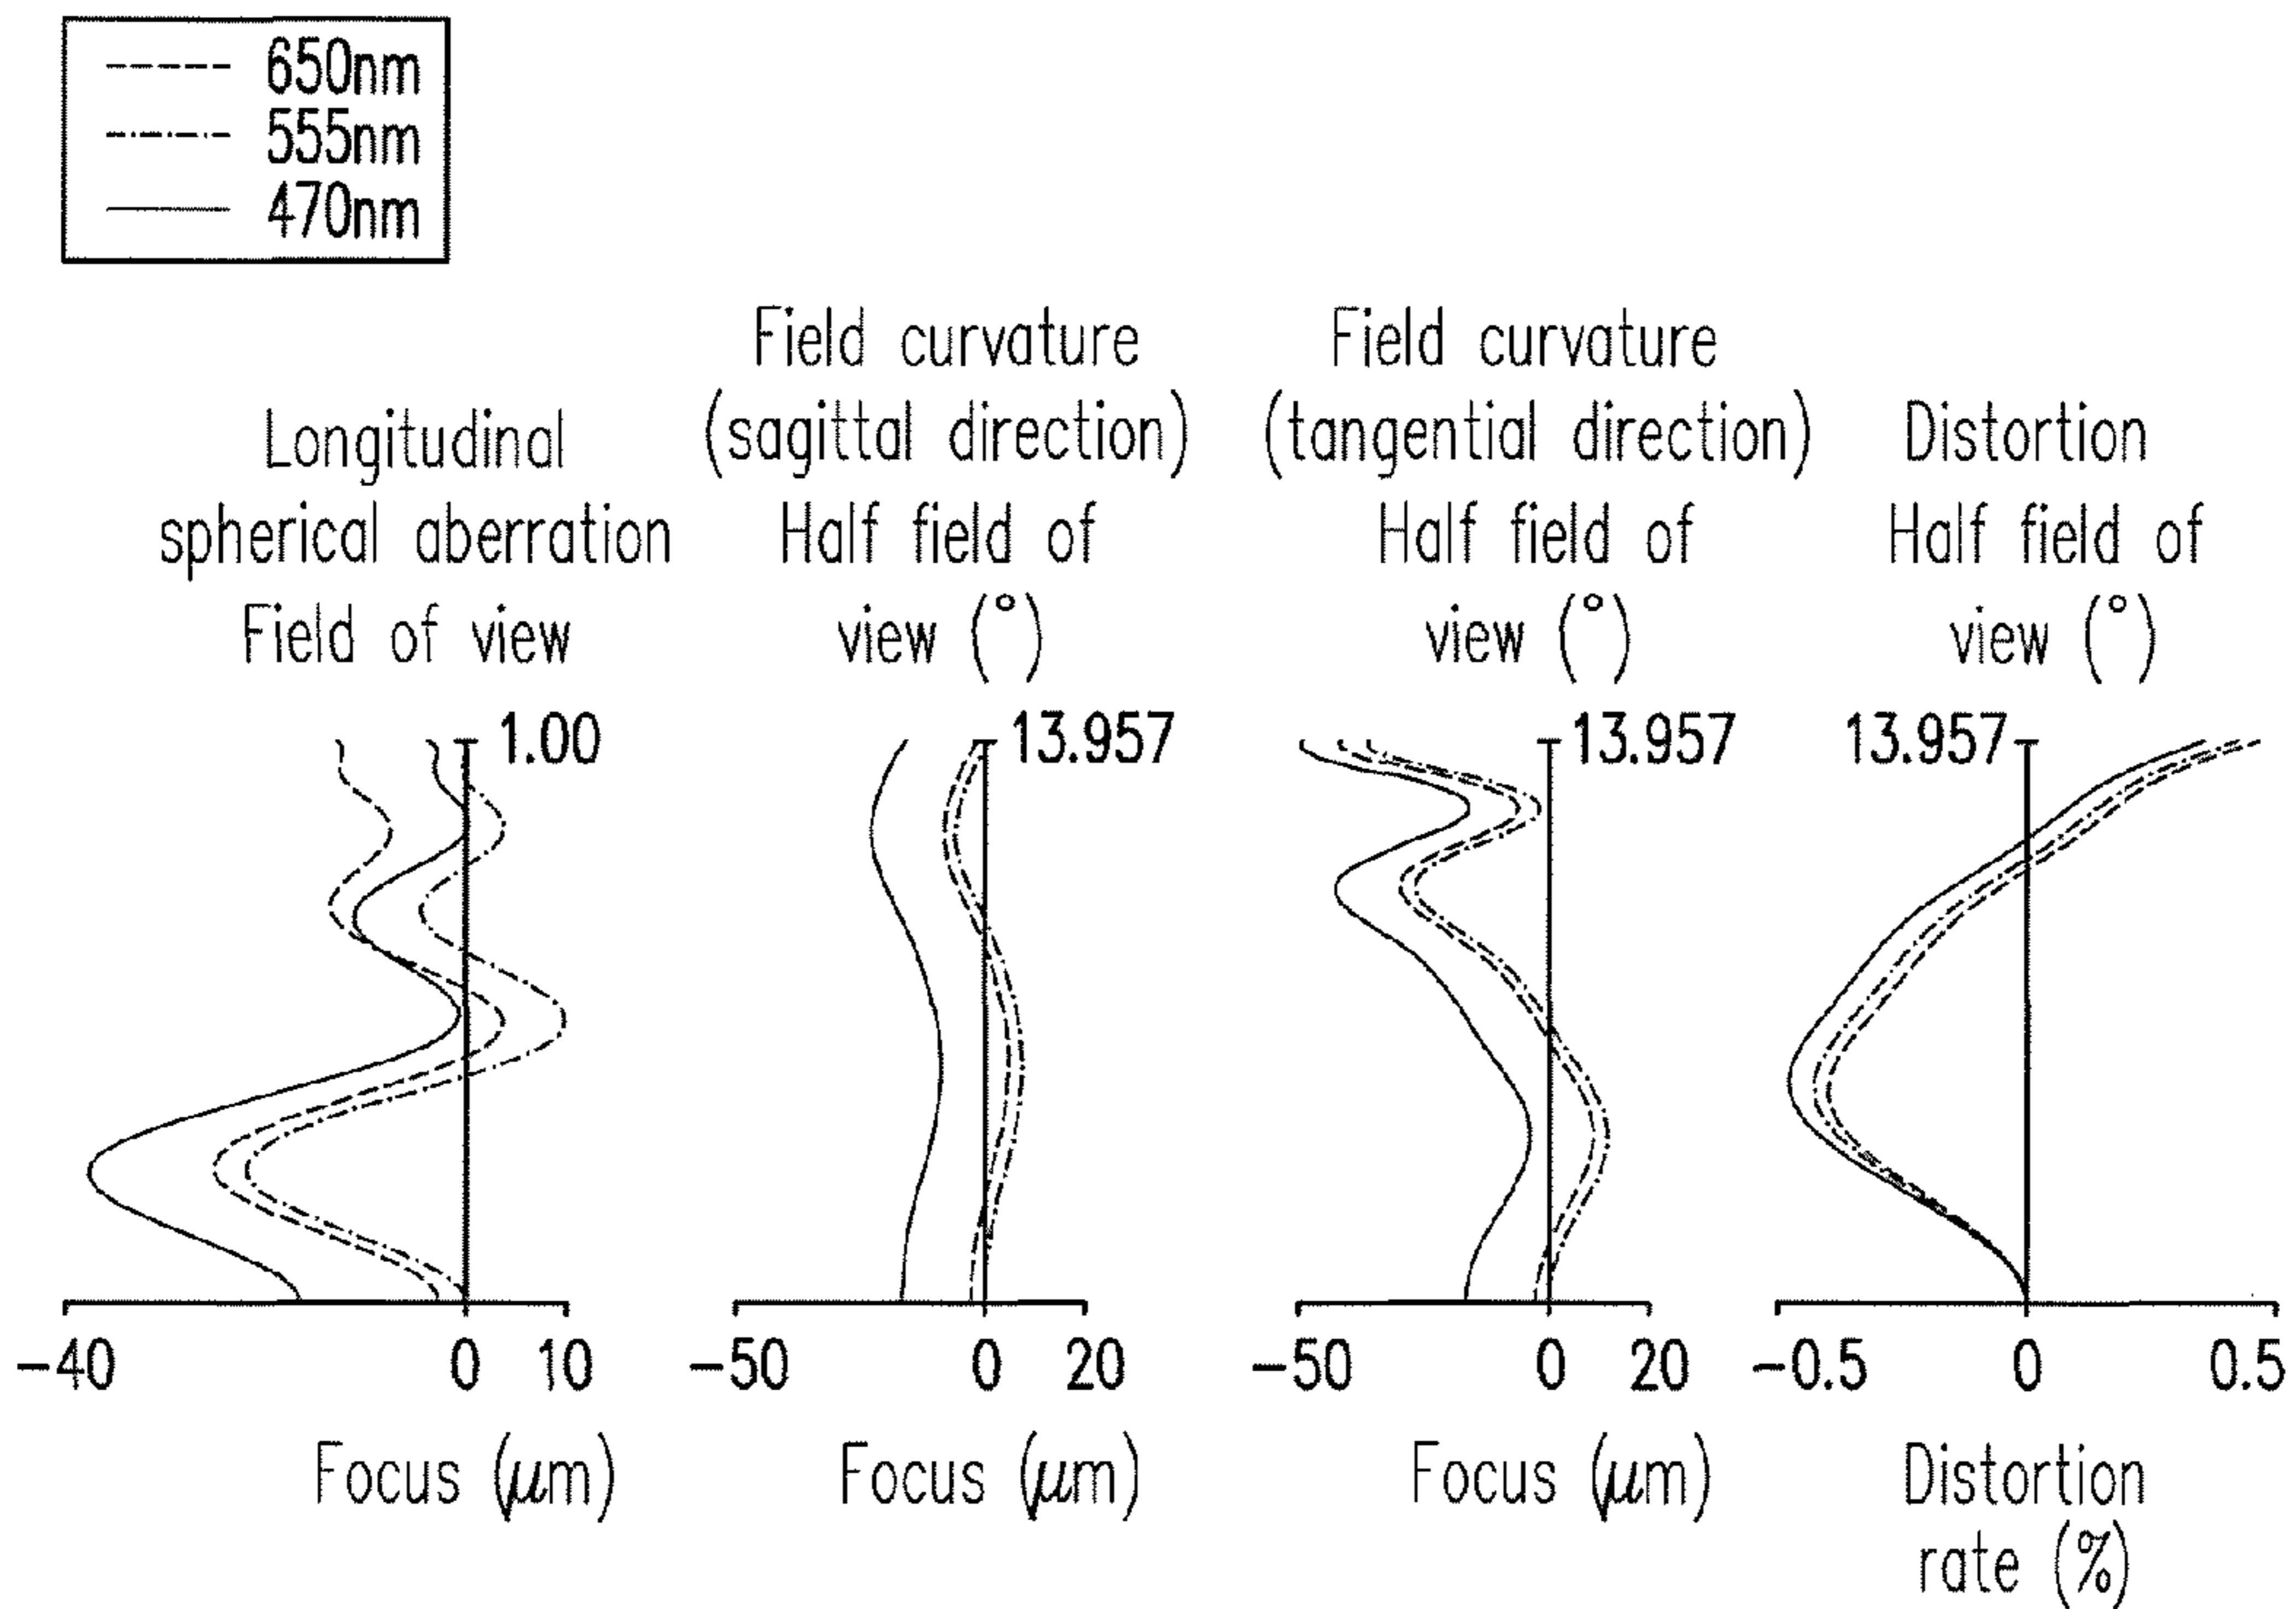 650nm
555nm
470nm
Longitudinal
spherical aberration
Field of view
1.00
-40 0 10
Focus (μm)
Field curvature
(sagittal direction)
Half field of
view (°)
13.957
-50 0 20
Focus (μm)
Field curvature
(tangential direction)
Half field of
view (°)
13.957
-50 0 20
Focus (μm)
Distortion
Half field of
view (°)
13.957
-0.5 0 0.5
Distortion
rate (%)